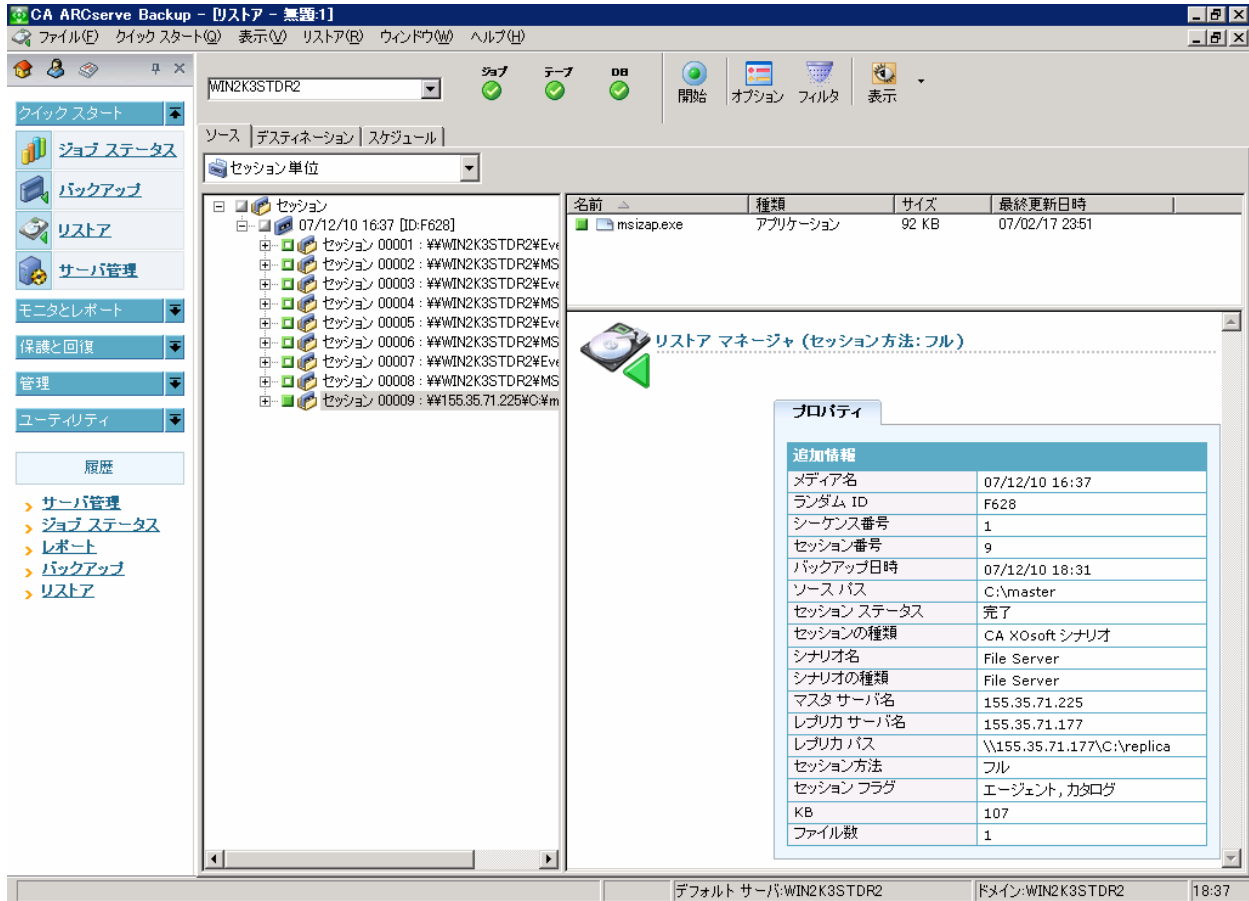 CA ARCserve Backup - [リストア - 無題:1]
ファイル(F) クイック スタート(Q) 表示(V) リストア(R) ウィンドウ(W) ヘルプ(H)
WIN2K3STDR2
ジョブ テープ DB
開始 オプション フィルタ 表示
クイック スタート
ジョブ ステータス
バックアップ
リストア
サーバ管理
モニタとレポート
保護と回復
管理
ユーティリティ
履歴
サーバ管理
ジョブ ステータス
レポート
バックアップ
リストア
ソース デスティネーション スケジュール
セッション単位
セッション
07/12/10 16:37 [ID:F628]
セッション 00001 : ¥¥WIN2K3STDR2¥Eve
セッション 00002 : ¥¥WIN2K3STDR2¥MS
セッション 00003 : ¥¥WIN2K3STDR2¥Eve
セッション 00004 : ¥¥WIN2K3STDR2¥MS
セッション 00005 : ¥¥WIN2K3STDR2¥Eve
セッション 00006 : ¥¥WIN2K3STDR2¥MS
セッション 00007 : ¥¥WIN2K3STDR2¥Eve
セッション 00008 : ¥¥WIN2K3STDR2¥MS
セッション 00009 : ¥¥155.35.71.225¥C:¥m
名前 種類 サイズ 最終更新日時
msizap.exe アプリケーション 92 KB 07/02/17 23:51
リストア マネージャ (セッション方法: フル)
プロパティ
追加情報
メディア名 07/12/10 16:37
ランダム ID F628
シーケンス番号 1
セッション番号 9
バックアップ日時 07/12/10 18:31
ソース パス C:\master
セッション ステータス 完了
セッションの種類 CA XOsoft シナリオ
シナリオ名 File Server
シナリオの種類 File Server
マスタ サーバ名 155.35.71.225
レプリカ サーバ名 155.35.71.177
レプリカ パス \\155.35.71.177\C:\replica
セッション方法 フル
セッション フラグ エージェント, カタログ
KB 107
ファイル数 1
デフォルト サーバ:WIN2K3STDR2 ドメイン:WIN2K3STDR2 18:37